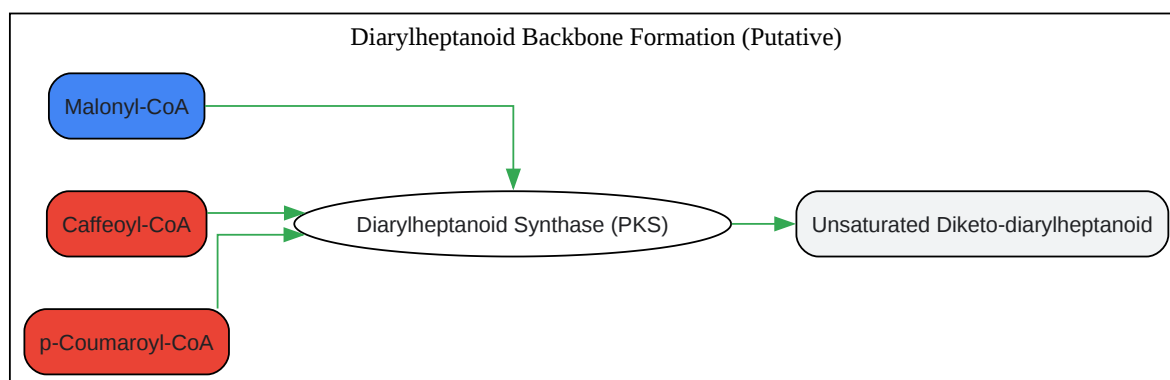 Diarylheptanoid Backbone Formation (Putative)
Malonyl-CoA
Caffeoyl-CoA
Diarylheptanoid Synthase (PKS)
Unsaturated Diketo-diarylheptanoid
p-Coumaroyl-CoA